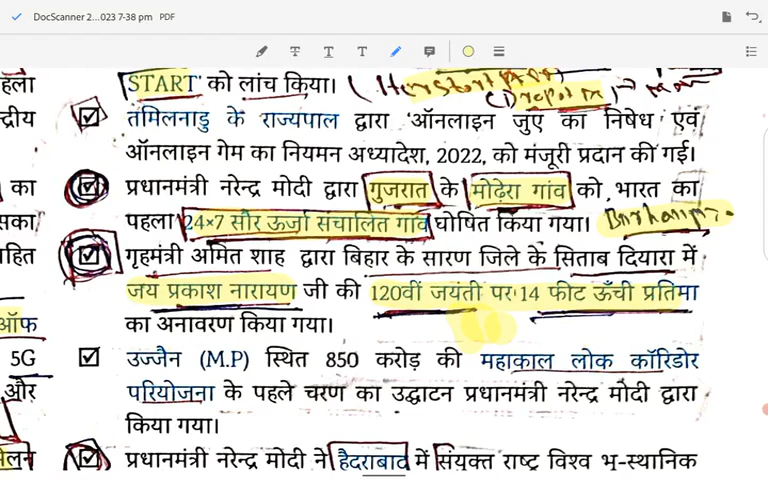 DocScanner 2...023 7-38 pm PDF
हला
START' को लांच किया।
द्रीय
तमिलनाडु के राज्यपाल द्वारा 'ऑनलाइन जुए का निषेध एवं
ऑनलाइन गेम का नियमन अध्यादेश, 2022, को मंजूरी प्रदान की गई।
का
प्रधानमंत्री नरेन्द्र मोदी द्वारा गुजरात के मोढेरा गांव को भारत का
सका
पहला 24×7 सौर ऊर्जा संचालित गांव घोषित किया गया।
हित
गृहमंत्री अमित शाह द्वारा बिहार के सारण जिले के सिताब दियारा में
जय प्रकाश नारायण जी की 120वीं जयंती पर 14 फीट ऊँची प्रतिमा
ऑफ
का अनावरण किया गया।
5G
उज्जैन (M.P) स्थित 850 करोड़ की महाकाल लोक कॉरिडोर
और
परियोजना के पहले चरण का उद्घाटन प्रधानमंत्री नरेन्द्र मोदी द्वारा
किया गया।
मेलन
प्रधानमंत्री नरेन्द्र मोदी ने हैदराबाद में संयुक्त राष्ट्र विश्व भू-स्थानिक